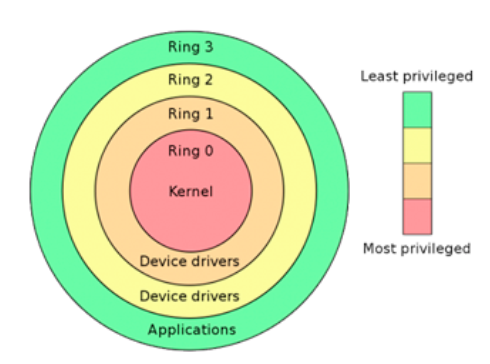 Ring 3
Ring 2
Ring 1
Ring 0
Kernel
Device drivers
Device drivers
Applications
Least privileged
Most privileged